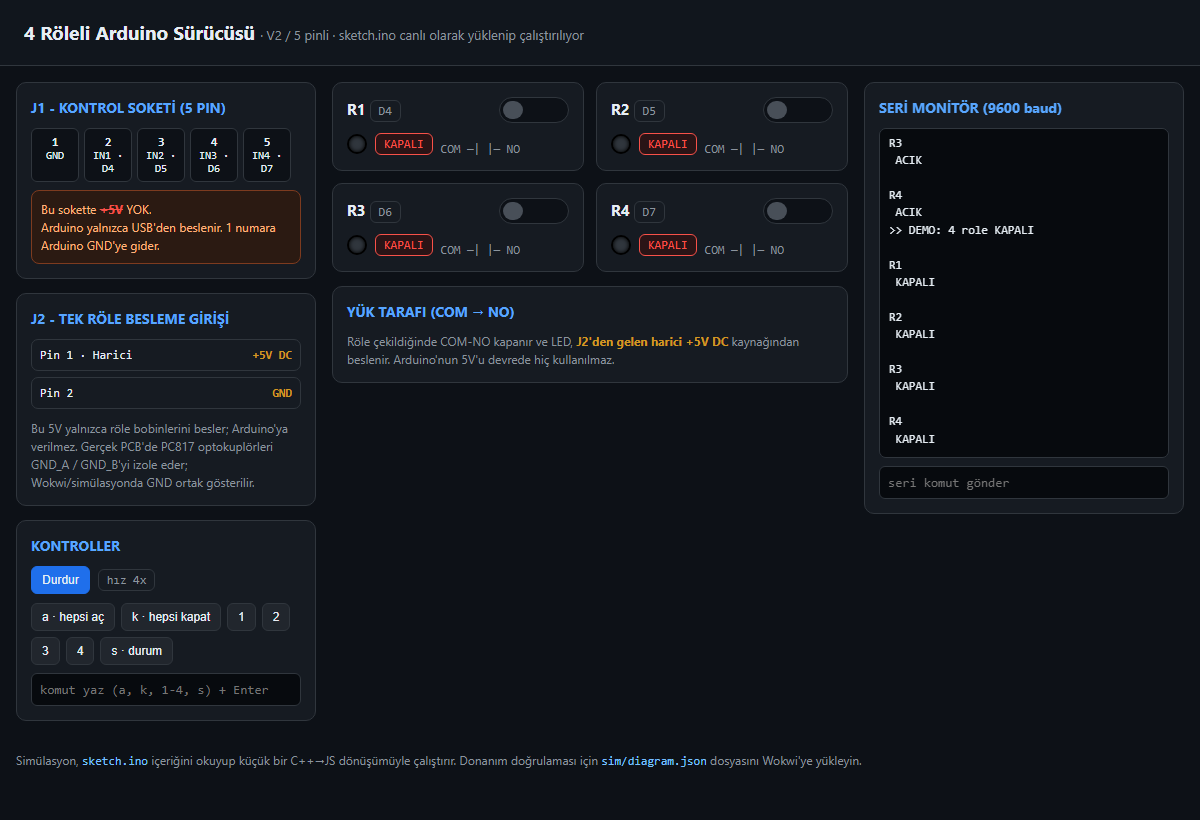 4 Röleli Arduino Sürücüsü · V2 / 5 pinli · sketch.ino canlı olarak yüklenip çalıştırılıyor
J1 - KONTROL SOKETİ (5 PIN)
1
GND
2
IN1 ·
D4
3
IN2 ·
D5
4
IN3 ·
D6
5
IN4 ·
D7
Bu sokette +5V YOK.
Arduino yalnızca USB'den beslenir. 1 numara
Arduino GND'ye gider.
J2 - TEK RÖLE BESLEME GİRİŞİ
Pin 1 · Harici +5V DC
Pin 2 GND
Bu 5V yalnızca röle bobinlerini besler; Arduino'ya
verilmez. Gerçek PCB'de PC817 optokuplörleri
GND_A / GND_B'yi izole eder;
Wokwi/simülasyonda GND ortak gösterilir.
KONTROLLER
Durdur hız 4x
a · hepsi aç k · hepsi kapat 1 2
3 4 s · durum
komut yaz (a, k, 1-4, s) + Enter
R1 D4
KAPALI COM —| |— NO
R2 D5
KAPALI COM —| |— NO
R3 D6
KAPALI COM —| |— NO
R4 D7
KAPALI COM —| |— NO
YÜK TARAFI (COM → NO)
Röle çekildiğinde COM-NO kapanır ve LED, J2'den gelen harici +5V DC kaynağından
beslenir. Arduino'nun 5V'u devrede hiç kullanılmaz.
SERİ MONİTÖR (9600 baud)
R3
ACIK
R4
ACIK
>> DEMO: 4 role KAPALI
R1
KAPALI
R2
KAPALI
R3
KAPALI
R4
KAPALI
seri komut gönder
Simülasyon, sketch.ino içeriğini okuyup küçük bir C++→JS dönüşümüyle çalıştırır. Donanım doğrulaması için sim/diagram.json dosyasını Wokwi'ye yükleyin.